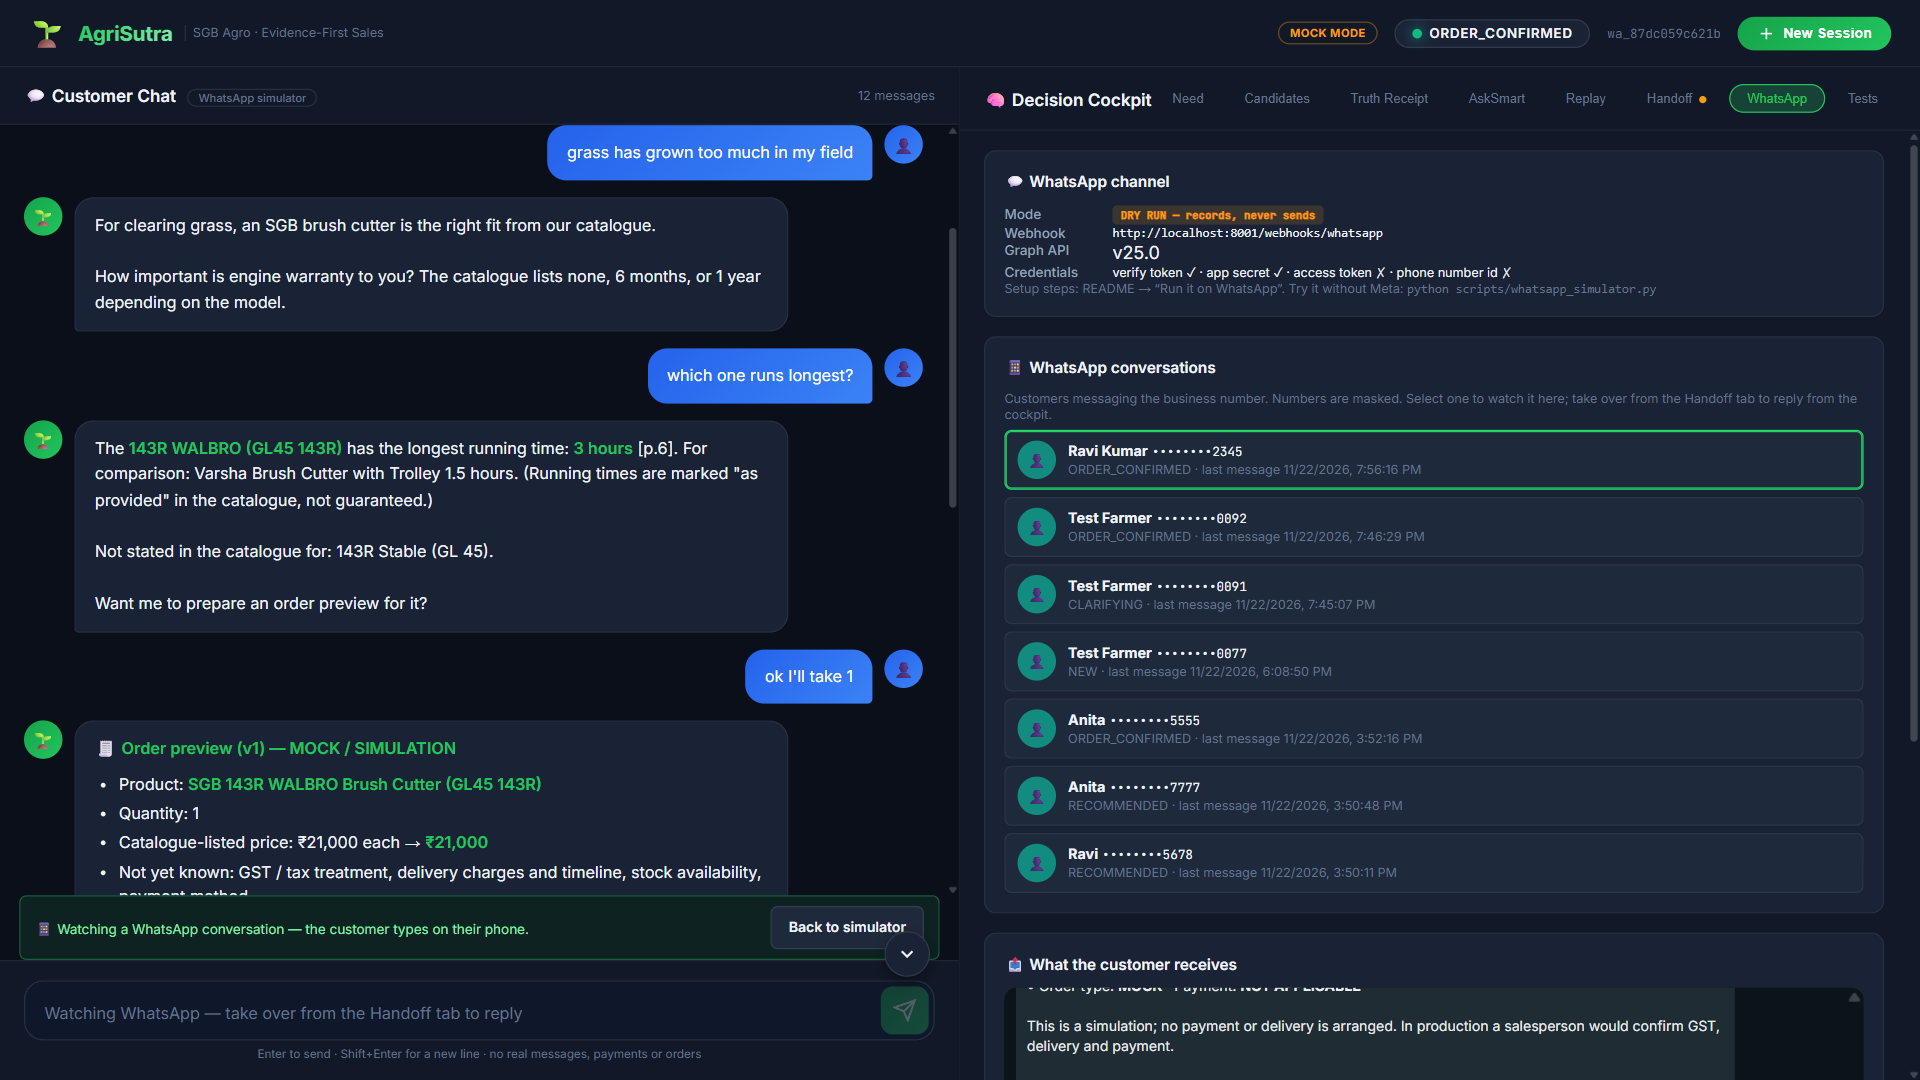 AgriSutra
SGB Agro · Evidence-First Sales
MOCK MODE
ORDER_CONFIRMED
wa_87dc059c621b
+ New Session
Customer Chat
WhatsApp simulator
12 messages
grass has grown too much in my field
For clearing grass, an SGB brush cutter is the right fit from our catalogue.
How important is engine warranty to you? The catalogue lists none, 6 months, or 1 year
depending on the model.
which one runs longest?
The 143R WALBRO (GL45 143R) has the longest running time: 3 hours [p.6]. For
comparison: Varsha Brush Cutter with Trolley 1.5 hours. (Running times are marked "as
provided" in the catalogue, not guaranteed.)
Not stated in the catalogue for: 143R Stable (GL 45).
Want me to prepare an order preview for it?
ok I'll take 1
Order preview (v1) — MOCK / SIMULATION
• Product: SGB 143R WALBRO Brush Cutter (GL45 143R)
• Quantity: 1
• Catalogue-listed price: ₹21,000 each → ₹21,000
• Not yet known: GST / tax treatment, delivery charges and timeline, stock availability,
payment method
Watching a WhatsApp conversation — the customer types on their phone.
Back to simulator
Watching WhatsApp — take over from the Handoff tab to reply
Enter to send · Shift+Enter for a new line · no real messages, payments or orders
Decision Cockpit
Need
Candidates
Truth Receipt
AskSmart
Replay
Handoff
WhatsApp
Tests
WhatsApp channel
Mode DRY RUN — records, never sends
Webhook http://localhost:8001/webhooks/whatsapp
Graph API v25.0
Credentials verify token ✓ · app secret ✓ · access token ✗ · phone number id ✗
Setup steps: README → “Run it on WhatsApp”. Try it without Meta: python scripts/whatsapp_simulator.py
WhatsApp conversations
Customers messaging the business number. Numbers are masked. Select one to watch it here; take over from the Handoff tab to reply from the
cockpit.
Ravi Kumar ••••••••2345
ORDER_CONFIRMED · last message 11/22/2026, 7:56:16 PM
Test Farmer ••••••••0092
ORDER_CONFIRMED · last message 11/22/2026, 7:46:29 PM
Test Farmer ••••••••0091
CLARIFYING · last message 11/22/2026, 7:45:07 PM
Test Farmer ••••••••0077
NEW · last message 11/22/2026, 6:08:50 PM
Anita ••••••••5555
ORDER_CONFIRMED · last message 11/22/2026, 3:52:16 PM
Anita ••••••••7777
RECOMMENDED · last message 11/22/2026, 3:50:48 PM
Ravi ••••••••5678
RECOMMENDED · last message 11/22/2026, 3:50:11 PM
What the customer receives
• Order type: MOCK · Payment: NOT APPLICABLE
This is a simulation; no payment or delivery is arranged. In production a salesperson would confirm GST,
delivery and payment.